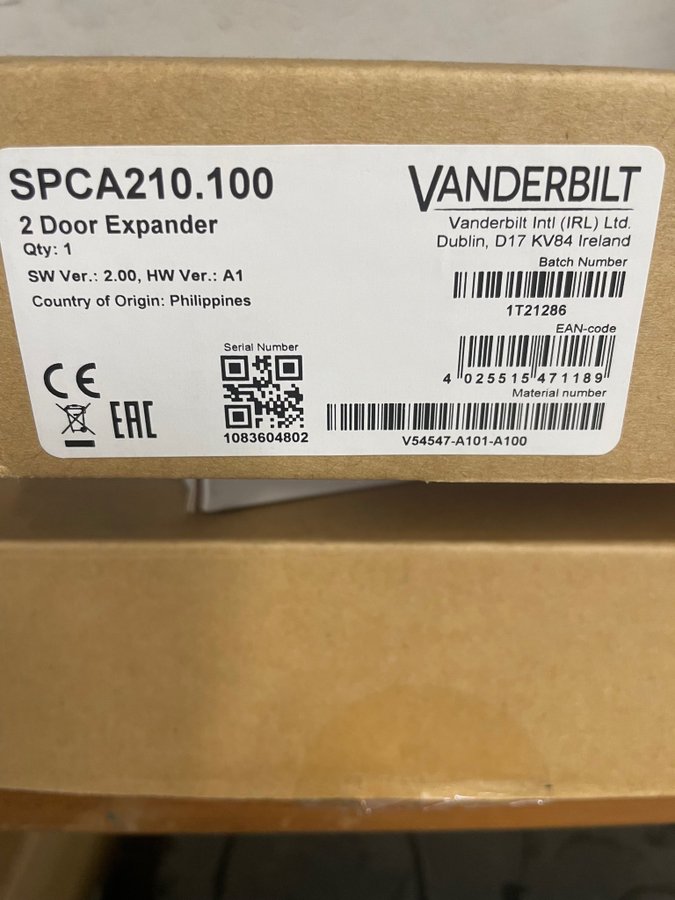 SPCA210.100
2 Door Expander
Qty: 1
SW Ver.: 2.00, HW Ver.: A1
Country of Origin: Philippines
VANDERBILT
Vanderbilt Intl (IRL) Ltd.
Dublin, D17 KV84 Ireland
Batch Number
1T21286
EAN-code
4 025515 471189
Material number
V54547-A101-A100
Serial Number
1083604802
CE
EAC